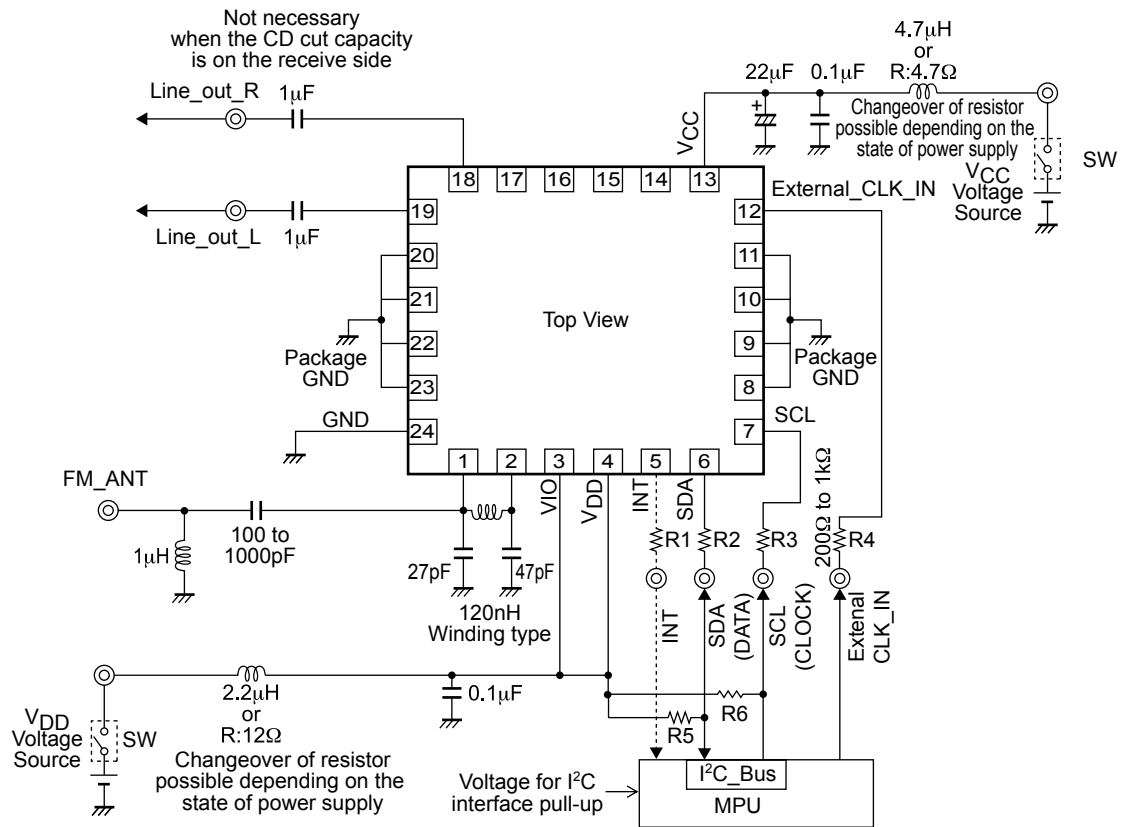 Not necessary
when the CD cut capacity
is on the receive side
Line_out_R
1μF
22μF
0.1μF
4.7μH
or
R:4.7Ω
+
Changeover of resistor
possible depending on the
state of power supply
VCC
SW
VCC
Voltage
Source
18
17
16
15
14
13
External_CLK_IN
19
12
Line_out_L
1μF
20
11
21
10
Top View
22
9
Package
GND
Package
GND
23
8
GND
SCL
24
7
1
2
3
4
5
6
FM_ANT
VIO
VDD
INT
SDA
200Ω to 1kΩ
100 to
1000pF
1μH
27pF
47pF
R1
R2
R3
R4
120nH
Winding type
INT
SDA
(DATA)
SCL
(CLOCK)
Extenal
CLK_IN
2.2μH
or
R:12Ω
0.1μF
R6
R5
VDD
Voltage
Source
SW
Changeover of resistor
possible depending on the
state of power supply
Voltage for I²C
interface pull-up
I²C_Bus
MPU